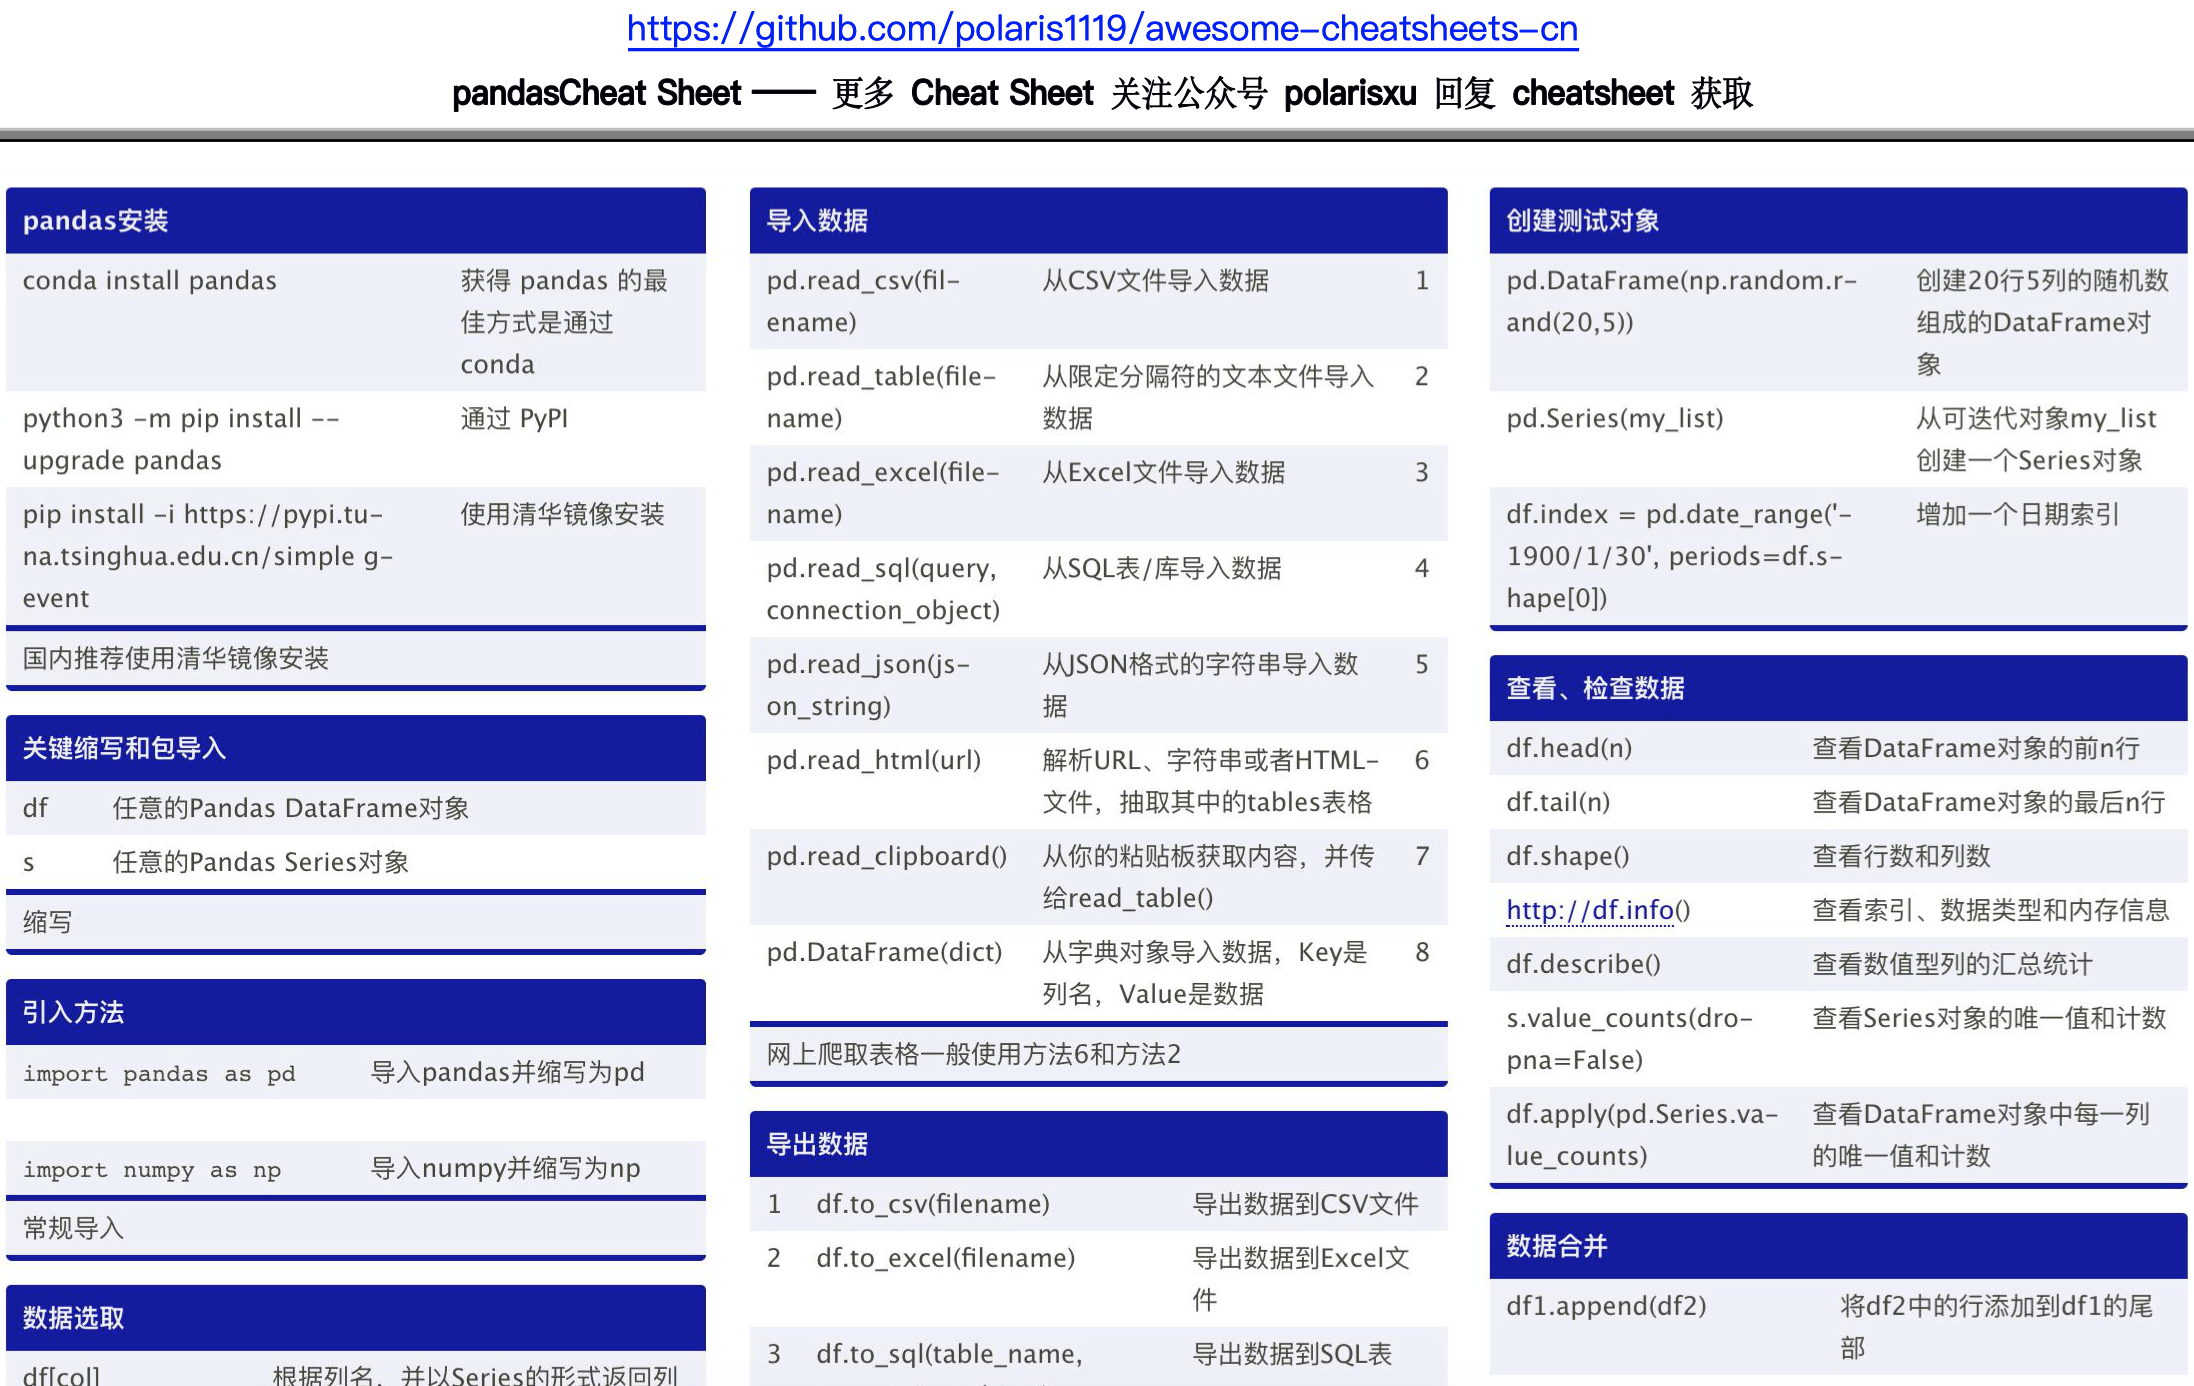 https://github.com/polaris1119/awesome-cheatsheets-cn
pandasCheat Sheet —— 更多 Cheat Sheet 关注公众号 polarisxu 回复 cheatsheet 获取
pandas安装
conda install pandas 获得 pandas 的最
佳方式是通过
conda
python3 -m pip install -- 通过 PyPI
upgrade pandas
pip install -i https://pypi.tu- 使用清华镜像安装
na.tsinghua.edu.cn/simple g-
event
国内推荐使用清华镜像安装
关键缩写和包导入
df 任意的Pandas DataFrame对象
s 任意的Pandas Series对象
缩写
引入方法
import pandas as pd 导入pandas并缩写为pd
import numpy as np 导入numpy并缩写为np
常规导入
数据选取
df[col] 根据列名，并以Series的形式返回列
导入数据
pd.read_csv(fil- 从CSV文件导入数据 1
ename)
pd.read_table(file- 从限定分隔符的文本文件导入 2
name) 数据
pd.read_excel(file- 从Excel文件导入数据 3
name)
pd.read_sql(query, 从SQL表/库导入数据 4
connection_object)
pd.read_json(js- 从JSON格式的字符串导入数 5
on_string) 据
pd.read_html(url) 解析URL、字符串或者HTML- 6
文件，抽取其中的tables表格
pd.read_clipboard() 从你的粘贴板获取内容，并传 7
给read_table()
pd.DataFrame(dict) 从字典对象导入数据，Key是 8
列名，Value是数据
网上爬取表格一般使用方法6和方法2
导出数据
1 df.to_csv(filename) 导出数据到CSV文件
2 df.to_excel(filename) 导出数据到Excel文
件
3 df.to_sql(table_name, 导出数据到SQL表
创建测试对象
pd.DataFrame(np.random.r- 创建20行5列的随机数
and(20,5)) 组成的DataFrame对
象
pd.Series(my_list) 从可迭代对象my_list
创建一个Series对象
df.index = pd.date_range('- 增加一个日期索引
1900/1/30', periods=df.s-
hape[0])
查看、检查数据
df.head(n) 查看DataFrame对象的前n行
df.tail(n) 查看DataFrame对象的最后n行
df.shape() 查看行数和列数
http://df.info() 查看索引、数据类型和内存信息
df.describe() 查看数值型列的汇总统计
s.value_counts(dro- 查看Series对象的唯一值和计数
pna=False)
df.apply(pd.Series.va- 查看DataFrame对象中每一列
lue_counts) 的唯一值和计数
数据合并
df1.append(df2) 将df2中的行添加到df1的尾
部